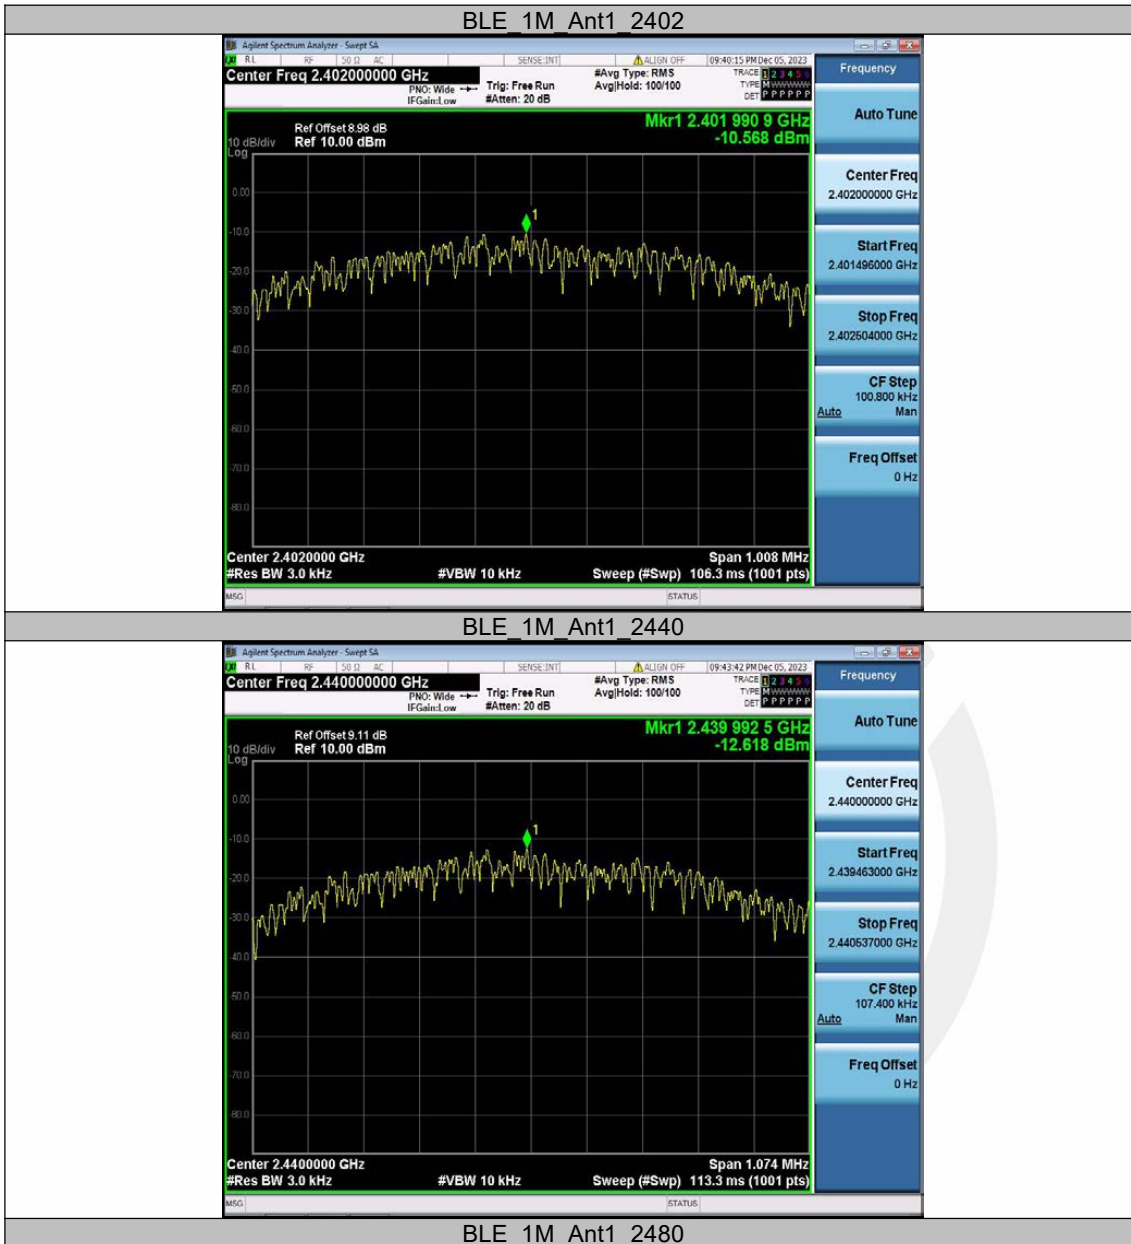 BLE_1M_Ant1_2402
Agilent Spectrum Analyzer - Swept SA
RL RF 50 Ω AC SENSE:INT ALIGN OFF 09:40:15 PM Dec 05, 2023
Center Freq 2.402000000 GHz
PNO: Wide
IFGain:Low
Trig: Free Run
#Atten: 20 dB
#Avg Type: RMS
Avg|Hold: 100/100
TRACE 1 2 3 4 5 6
TYPE M W W W W W
DET P P P P P P
Frequency
Mkr1 2.401 990 9 GHz
-10.568 dBm
Ref Offset 8.98 dB
10 dB/div Ref 10.00 dBm
Log
0.00
-10.0
-20.0
-30.0
-40.0
-50.0
-60.0
-70.0
-80.0
1
Center 2.4020000 GHz Span 1.008 MHz
#Res BW 3.0 kHz #VBW 10 kHz Sweep (#Swp) 106.3 ms (1001 pts)
Auto Tune
Center Freq
2.402000000 GHz
Start Freq
2.401496000 GHz
Stop Freq
2.402504000 GHz
CF Step
100.800 kHz
Auto Man
Freq Offset
0 Hz
MSG STATUS
BLE_1M_Ant1_2440
Agilent Spectrum Analyzer - Swept SA
RL RF 50 Ω AC SENSE:INT ALIGN OFF 09:43:42 PM Dec 05, 2023
Center Freq 2.440000000 GHz
PNO: Wide
IFGain:Low
Trig: Free Run
#Atten: 20 dB
#Avg Type: RMS
Avg|Hold: 100/100
TRACE 1 2 3 4 5 6
TYPE M W W W W W
DET P P P P P P
Frequency
Mkr1 2.439 992 5 GHz
-12.618 dBm
Ref Offset 9.11 dB
10 dB/div Ref 10.00 dBm
Log
0.00
-10.0
-20.0
-30.0
-40.0
-50.0
-60.0
-70.0
-80.0
1
Center 2.4400000 GHz Span 1.074 MHz
#Res BW 3.0 kHz #VBW 10 kHz Sweep (#Swp) 113.3 ms (1001 pts)
Auto Tune
Center Freq
2.440000000 GHz
Start Freq
2.439463000 GHz
Stop Freq
2.440537000 GHz
CF Step
107.400 kHz
Auto Man
Freq Offset
0 Hz
MSG STATUS
BLE_1M_Ant1_2480